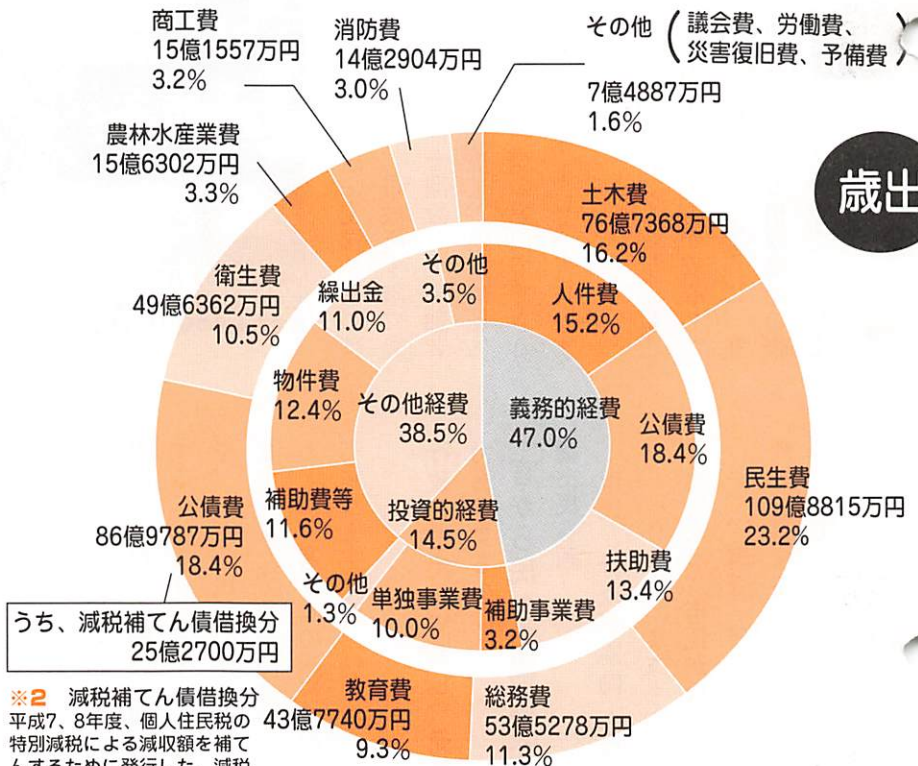 商工費
15億1557万円
3.2%
消防費
14億2904万円
3.0%
その他(議会費、労働費、
災害復旧費、予備費)
7億4887万円
1.6%
歳出
農林水産業費
15億6302万円
3.3%
土木費
76億7368万円
16.2%
衛生費
49億6362万円
10.5%
繰出金
11.0%
その他
3.5%
人件費
15.2%
物件費
12.4%
その他経費
38.5%
義務的経費
47.0%
公債費
18.4%
民生費
109億8815万円
23.2%
公債費
86億9787万円
18.4%
補助費等
11.6%
投資的経費
14.5%
扶助費
13.4%
その他
1.3%
単独事業費
10.0%
補助事業費
3.2%
うち、減税補てん債借換分
25億2700万円
教育費
43億7740万円
9.3%
総務費
53億5278万円
11.3%
※2 減税補てん債借換分
平成7、8年度、個人住民税の
特別減税による減収額を補て
んするために発行した、減税